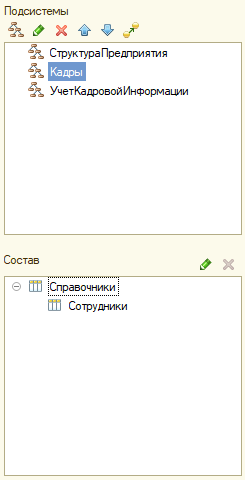 Подсистемы
СтруктураПредприятия
Кадры
УчетКадровойИнформации
Состав
Справочники
Сотрудники